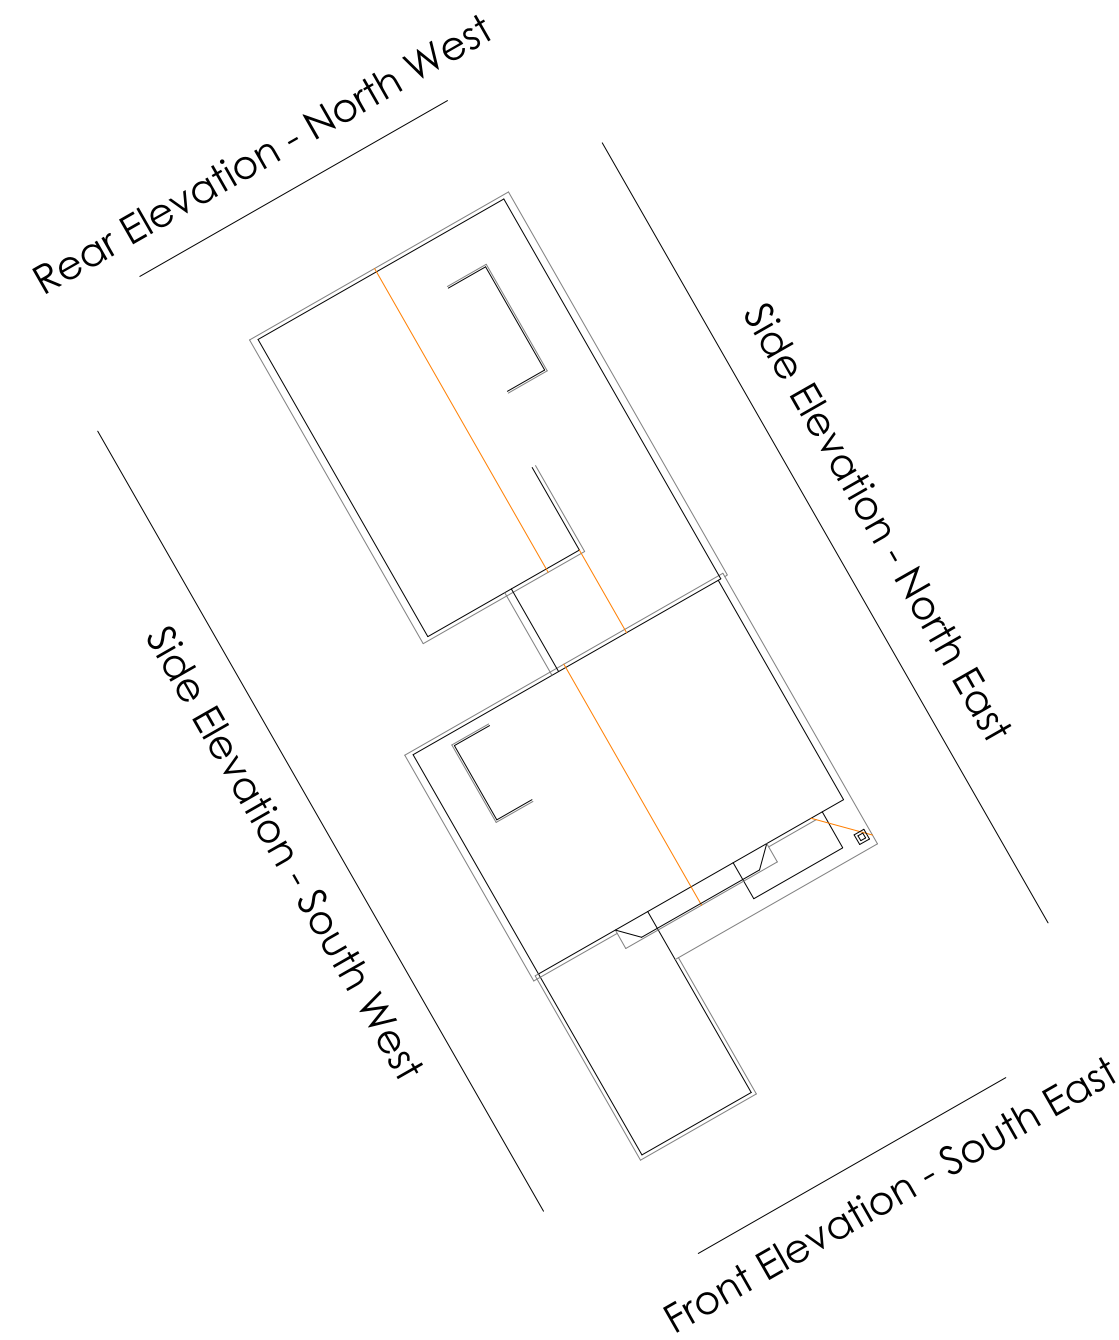 Rear Elevation - North West
Side Elevation - North East
Side Elevation - South West
Front Elevation - South East